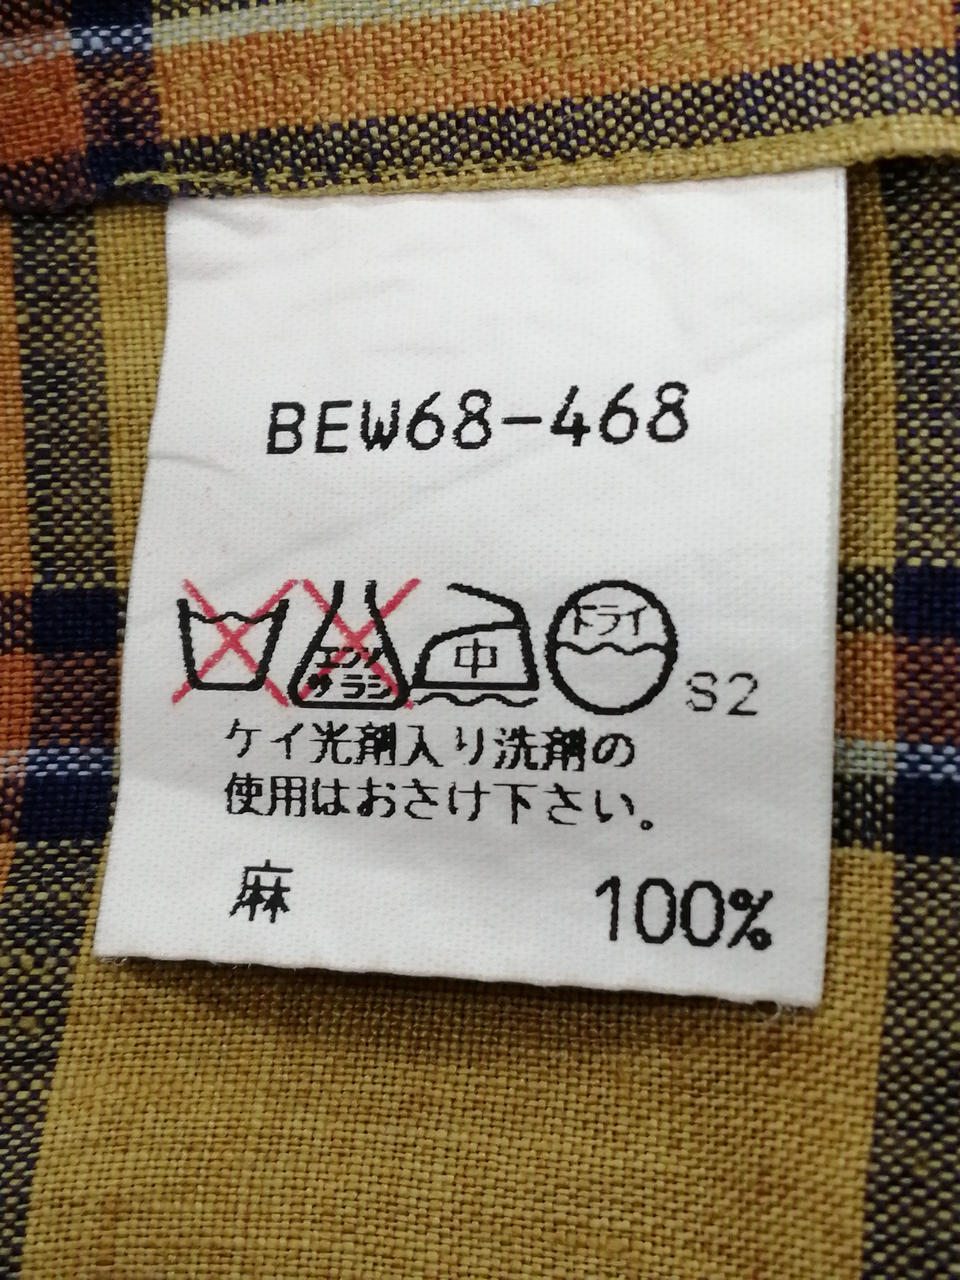 BEW68-468
エンソ
サラシ
中
ドライ
S2
ケイ光剤入り洗剤の
使用はおさけ下さい。
麻 100%